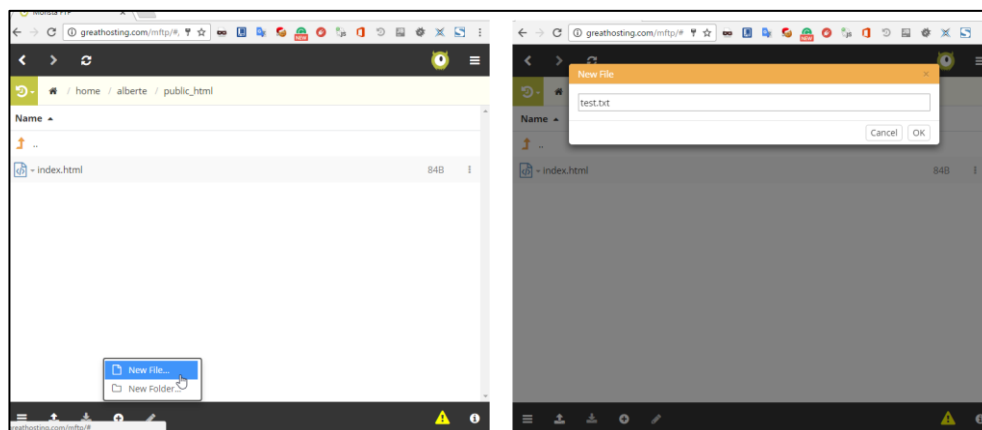 Monsta FTP
greathosting.com/mftp/#,
/ home / alberte / public_html
Name
..
index.html 84B
New File...
New Folder...
greathosting.com/mftp/#
greathosting.com/mftp/#
New File
test.txt
Cancel OK
Name
..
index.html 84B